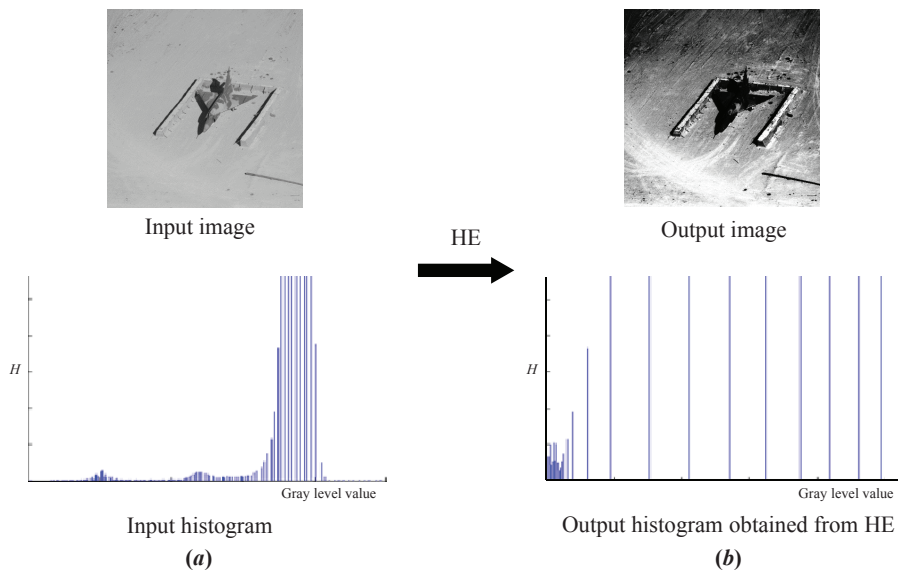 Input image
HE
Output image
H
Gray level value
Input histogram
(a)
H
Gray level value
Output histogram obtained from HE
(b)